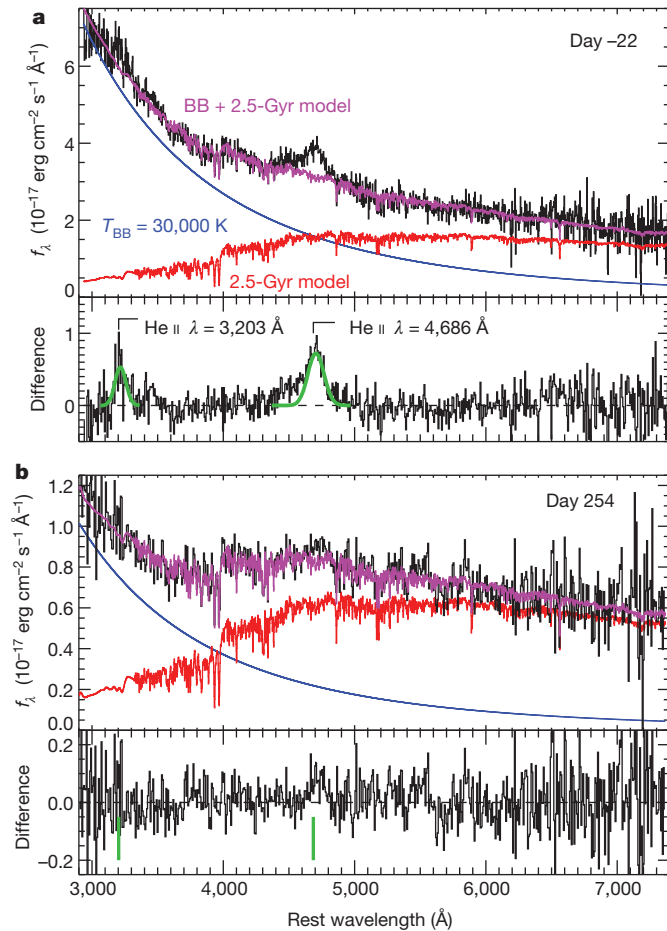 a
Day –22
BB + 2.5-Gyr model
T_BB = 30,000 K
2.5-Gyr model
f_λ (10⁻¹⁷ erg cm⁻² s⁻¹ Å⁻¹)
6
4
2
0
He II λ = 3,203 Å
He II λ = 4,686 Å
Difference
1
0
b
Day 254
f_λ (10⁻¹⁷ erg cm⁻² s⁻¹ Å⁻¹)
1.2
1.0
0.8
0.6
0.4
0.2
0.0
Difference
0.2
0.0
–0.2
3,000 4,000 5,000 6,000 7,000
Rest wavelength (Å)